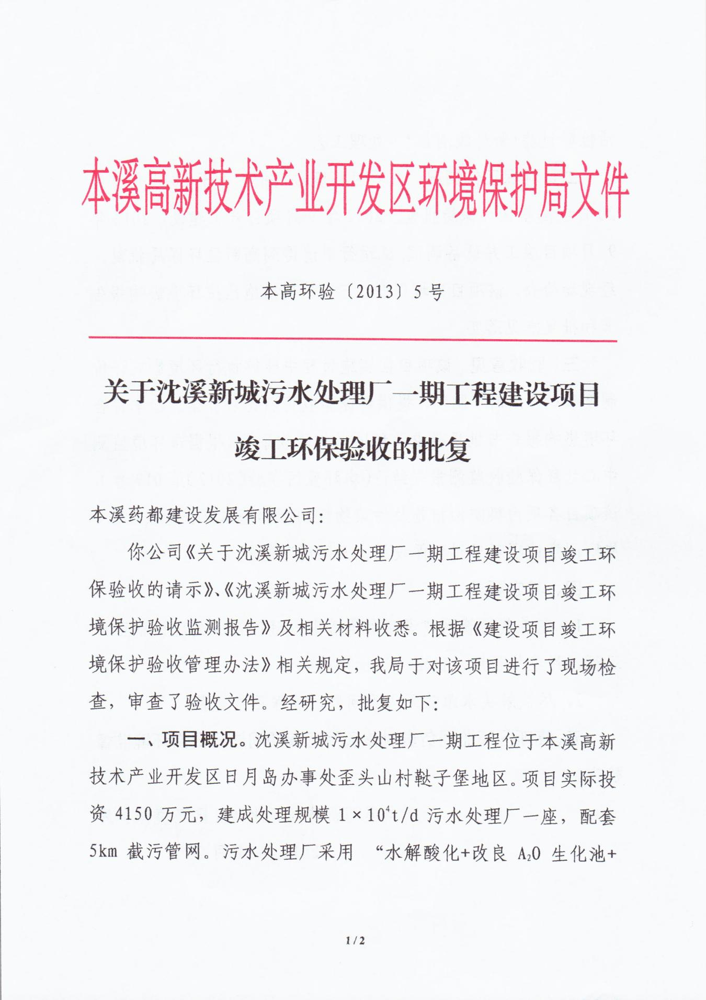 本溪高新技术产业开发区环境保护局文件
本高环验〔2013〕5号
关于沈溪新城污水处理厂一期工程建设项目
竣工环保验收的批复
本溪药都建设发展有限公司：
你公司《关于沈溪新城污水处理厂一期工程建设项目竣工环
保验收的请示》、《沈溪新城污水处理厂一期工程建设项目竣工环
境保护验收监测报告》及相关材料收悉。根据《建设项目竣工环
境保护验收管理办法》相关规定，我局于对该项目进行了现场检
查，审查了验收文件。经研究，批复如下：
一、项目概况。沈溪新城污水处理厂一期工程位于本溪高新
技术产业开发区日月岛办事处歪头山村鞑子堡地区。项目实际投
资 4150 万元，建成处理规模 1×10⁴t/d 污水处理厂一座，配套
5km 截污管网。污水处理厂采用 “水解酸化+改良 A₂O 生化池+
1/2